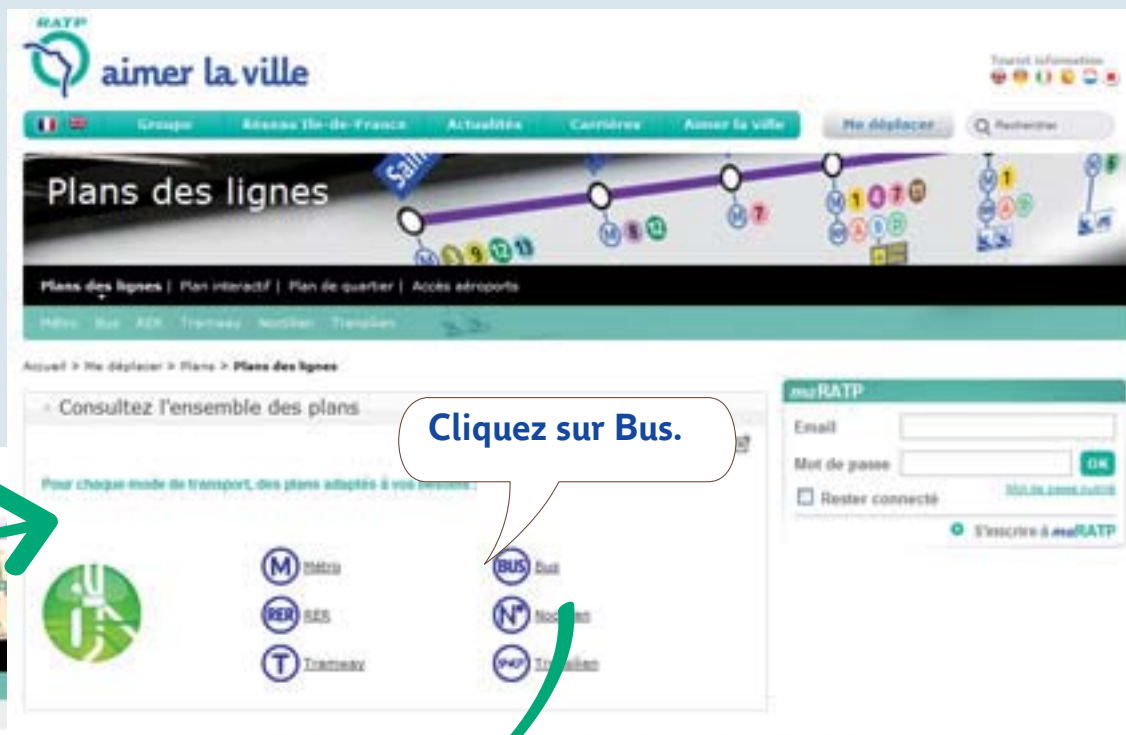 RATP
aimer la ville
Tourist information
Groupe Réseau Ile-de-France Actualités Carrières Aimer la ville Me déplacer Rechercher
Plans des lignes
Plans des lignes | Plan interactif | Plan de quartier | Accès aéroports
Métro Bus RER Tramway Noctilien Transilien
Accueil > Me déplacer > Plans > Plans des lignes
Consultez l'ensemble des plans
Cliquez sur Bus.
Pour chaque mode de transport, des plans adaptés à vos
M Métro BUS Bus
RER RER
T Tramway
maRATP
Email
Mot de passe OK
Mot de passe oublié
Rester connecté
S'inscrire à maRATP